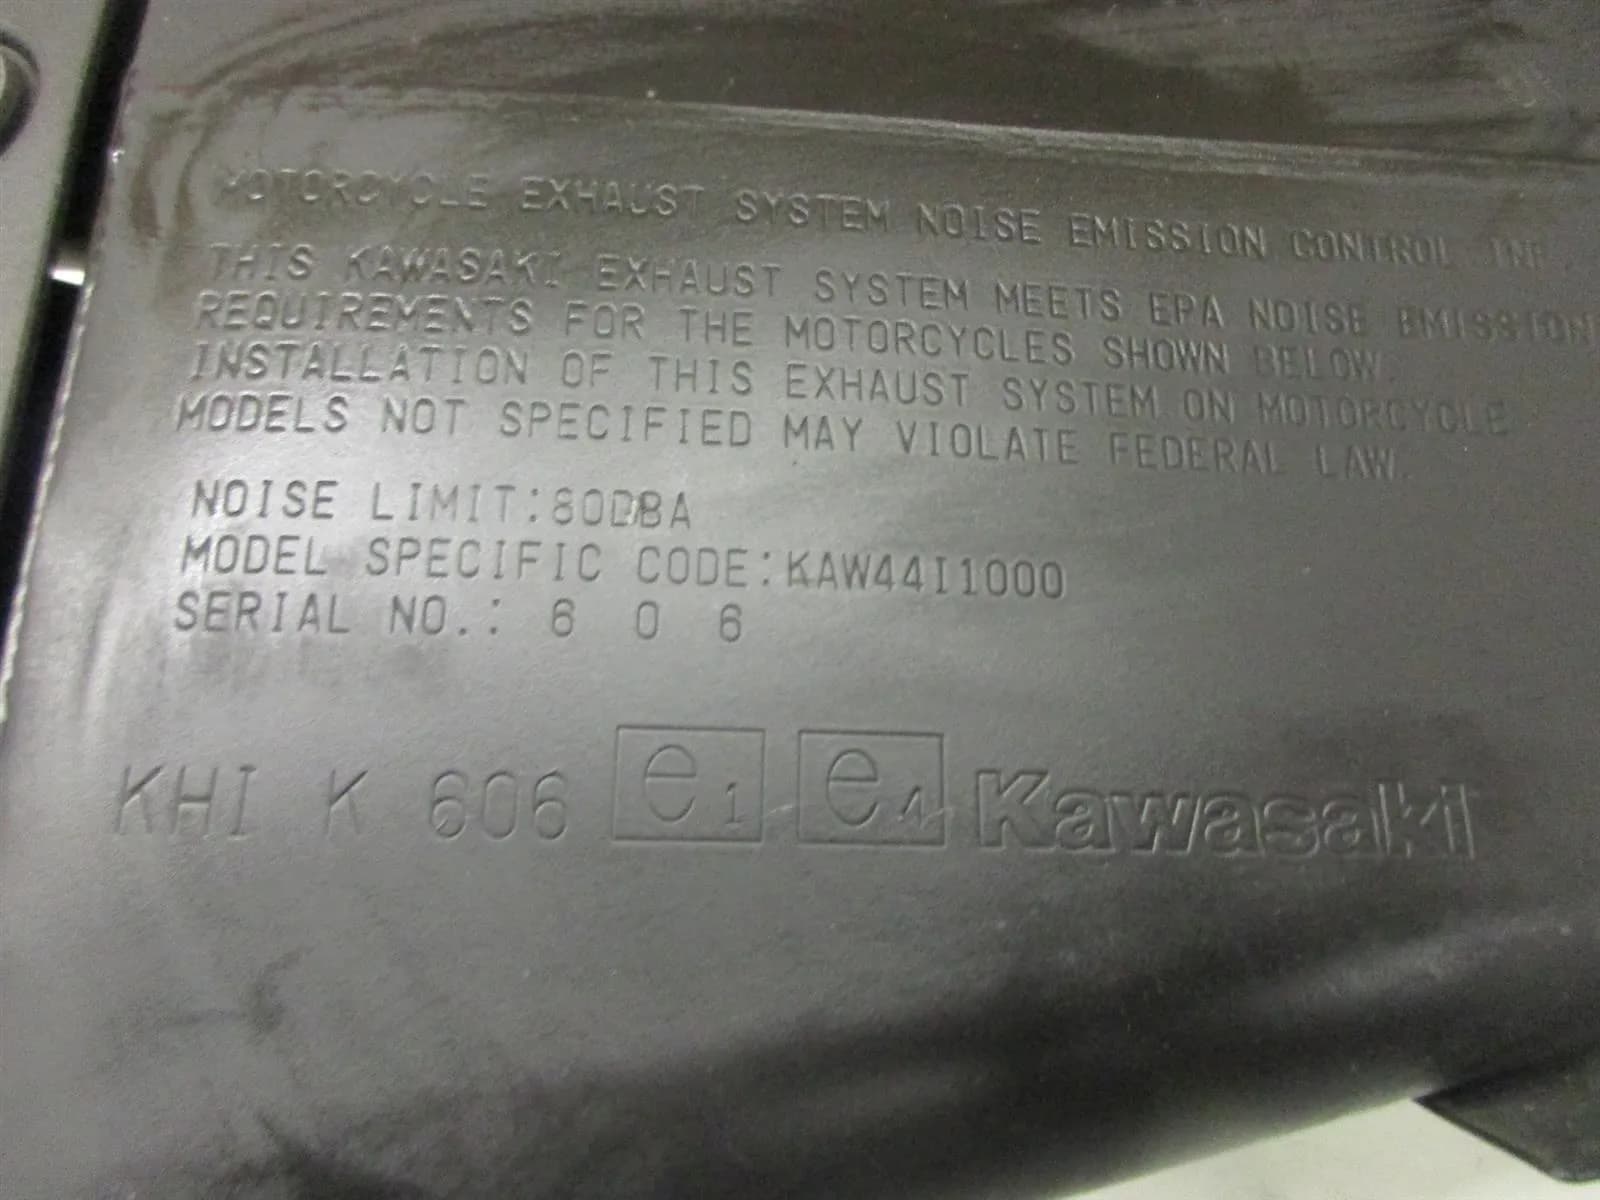 MOTORCYCLE EXHAUST SYSTEM NOISE EMISSION CONTROL INF
THIS KAWASAKI EXHAUST SYSTEM MEETS EPA NOISE EMISSION
REQUIREMENTS FOR THE MOTORCYCLES SHOWN BELOW.
INSTALLATION OF THIS EXHAUST SYSTEM ON MOTORCYCLE
MODELS NOT SPECIFIED MAY VIOLATE FEDERAL LAW.
NOISE LIMIT:80DBA
MODEL SPECIFIC CODE:KAW44I1000
SERIAL NO.: 6 0 6
KHI K 606 e1 e4 Kawasaki